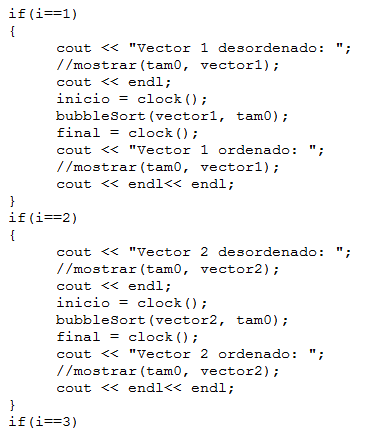 if(i==1)
{
cout << "Vector 1 desordenado: ";
//mostrar(tam0, vector1);
cout << endl;
inicio = clock();
bubbleSort(vector1, tam0);
final = clock();
cout << "Vector 1 ordenado: ";
//mostrar(tam0, vector1);
cout << endl<< endl;
}
if(i==2)
{
cout << "Vector 2 desordenado: ";
//mostrar(tam0, vector2);
cout << endl;
inicio = clock();
bubbleSort(vector2, tam0);
final = clock();
cout << "Vector 2 ordenado: ";
//mostrar(tam0, vector2);
cout << endl<< endl;
}
if(i==3)